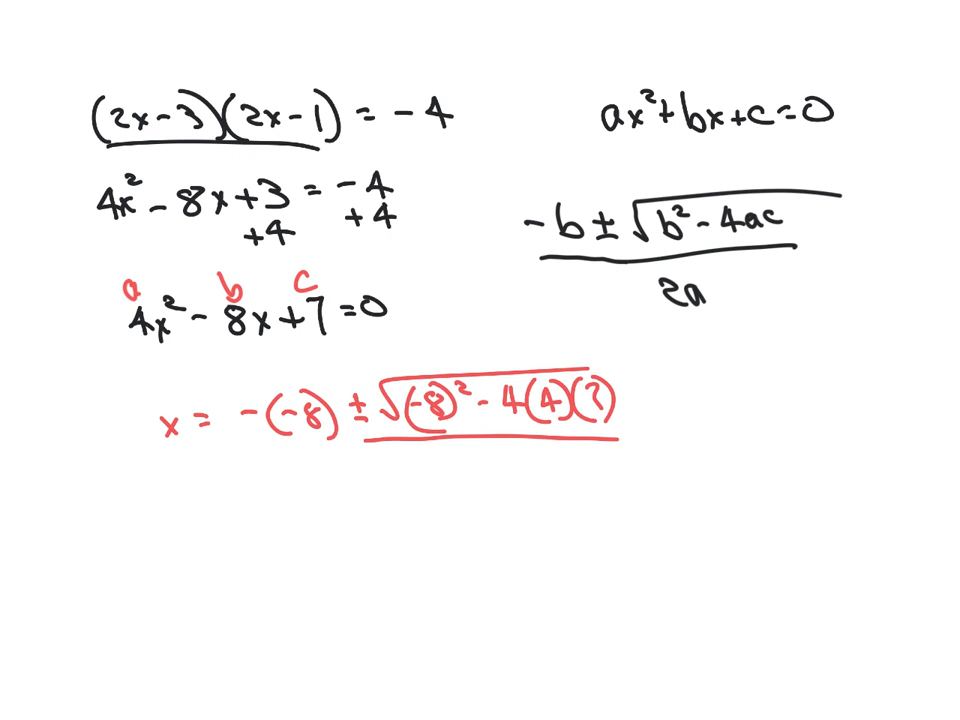 (2x-3)(2x-1) = -4
ax²+bx+c=0
4x² - 8x+3 = -4
+4 +4
-b ± √b² - 4ac
2a
a b c
4x² - 8x+7=0
x = -(-8) ± √(-8)² - 4(4)(7)